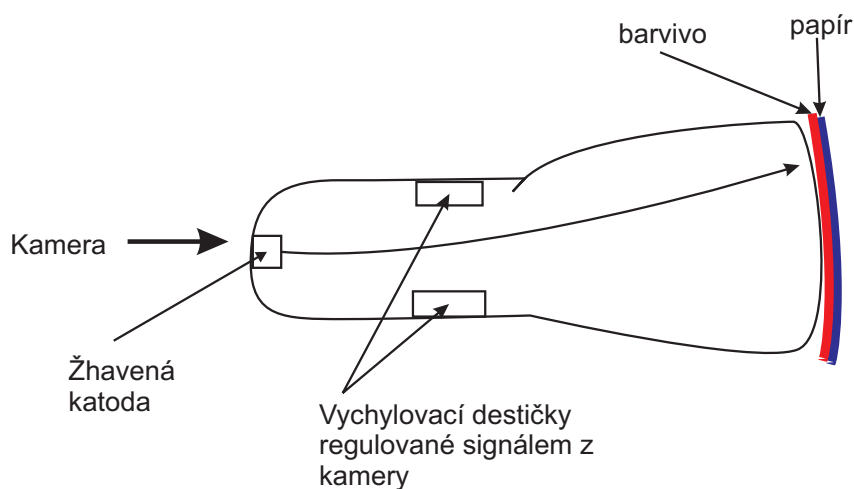 barvivo
papír
Kamera
Žhavená
katoda
Vychylovací destičky
regulované signálem z
kamery